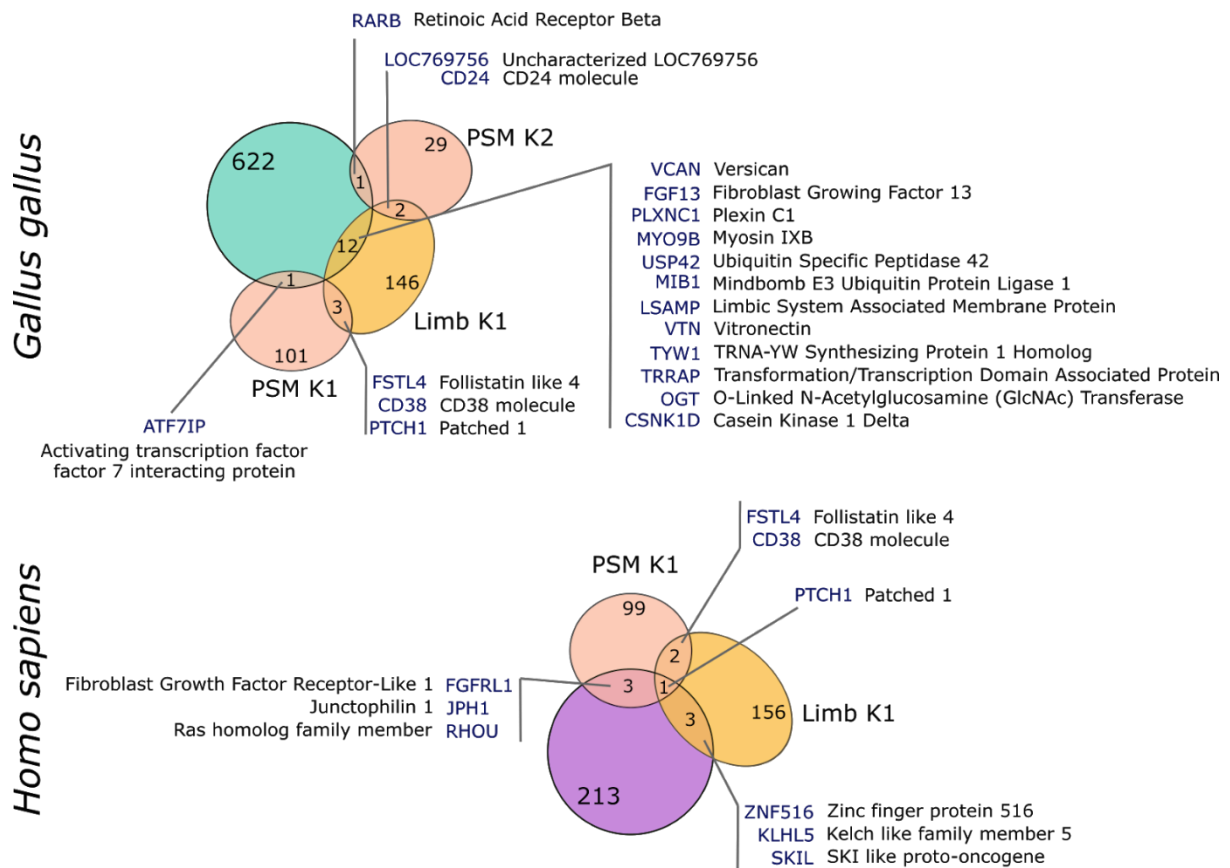 Gallus gallus
RARB Retinoic Acid Receptor Beta
LOC769756 Uncharacterized LOC769756
CD24 CD24 molecule
PSM K2
29
622
1
2
12
146
1
3
Limb K1
101
PSM K1
VCAN Versican
FGF13 Fibroblast Growing Factor 13
PLXNC1 Plexin C1
MYO9B Myosin IXB
USP42 Ubiquitin Specific Peptidase 42
MIB1 Mindbomb E3 Ubiquitin Protein Ligase 1
LSAMP Limbic System Associated Membrane Protein
VTN Vitronectin
TYW1 TRNA-YW Synthesizing Protein 1 Homolog
TRRAP Transformation/Transcription Domain Associated Protein
OGT O-Linked N-Acetylglucosamine (GlcNAc) Transferase
CSNK1D Casein Kinase 1 Delta
FSTL4 Follistatin like 4
CD38 CD38 molecule
PTCH1 Patched 1
ATF7IP
Activating transcription factor
factor 7 interacting protein
Homo sapiens
FSTL4 Follistatin like 4
CD38 CD38 molecule
PSM K1
PTCH1 Patched 1
99
2
Fibroblast Growth Factor Receptor-Like 1 FGFRL1
Junctophilin 1 JPH1
Ras homolog family member RHOU
3
1
3
156
Limb K1
213
ZNF516 Zinc finger protein 516
KLHL5 Kelch like family member 5
SKIL SKI like proto-oncogene